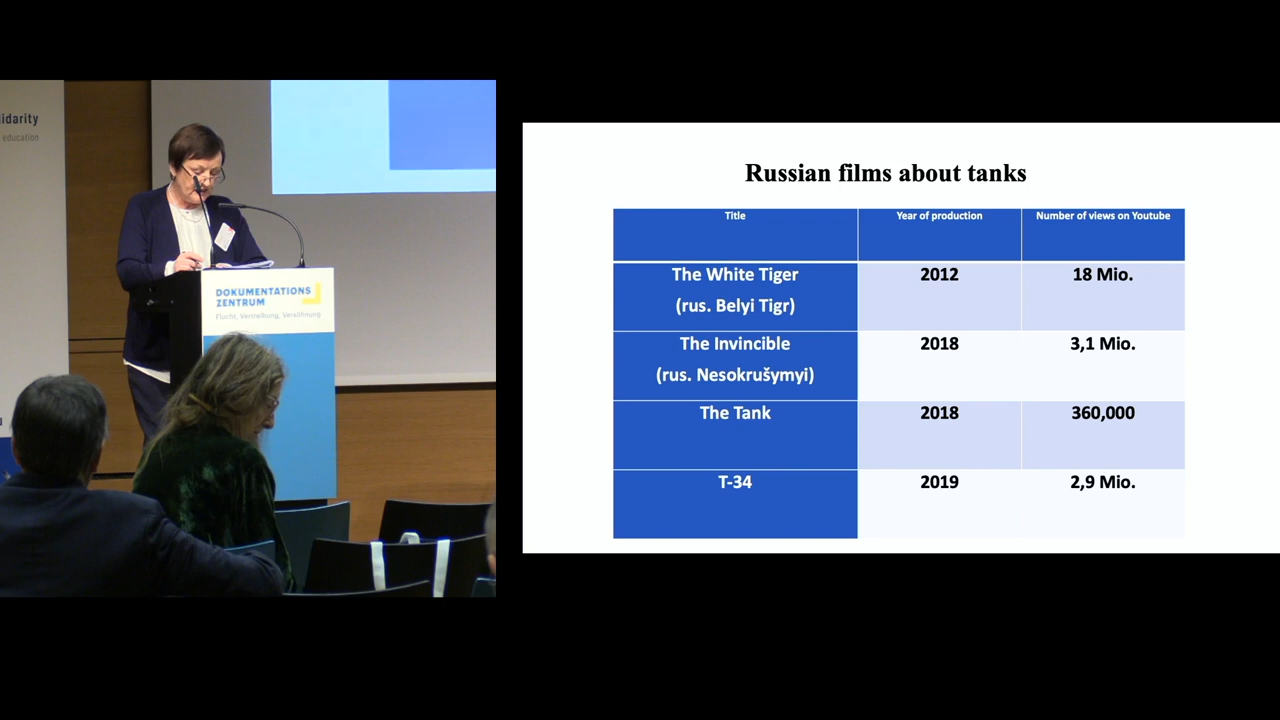 idarity
education
DOKUMENTATIONS
ZENTRUM
Flucht, Vertreibung, Versöhnung
Russian films about tanks
Title Year of production Number of views on Youtube
The White Tiger 2012 18 Mio.
(rus. Belyi Tigr)
The Invincible 2018 3,1 Mio.
(rus. Nesokrušymyi)
The Tank 2018 360,000
T-34 2019 2,9 Mio.